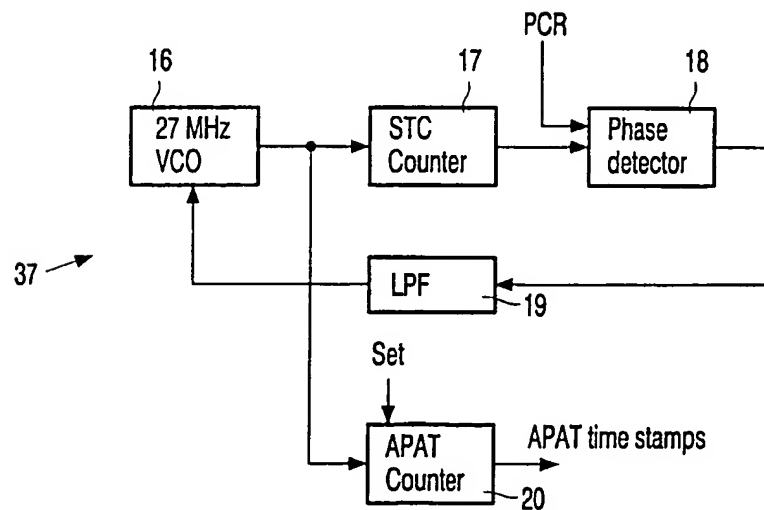 PCR
16
17
18
27 MHz
VCO
STC
Counter
Phase
detector
37
LPF
19
Set
APAT
Counter
20
APAT time stamps